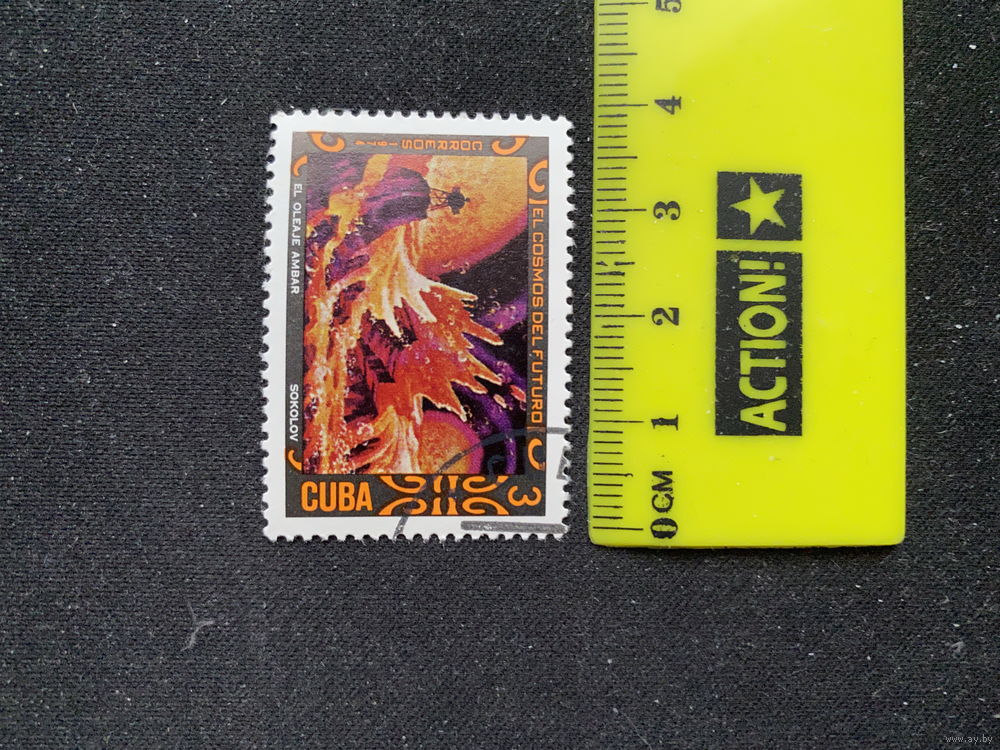 CORREOS
1974
EL COSMOS DEL FUTURO
EL OLEAJE AMBAR
SOKOLOV
CUBA
3
5
4
3
2
1
0CM
ACTION!
www.ay.by